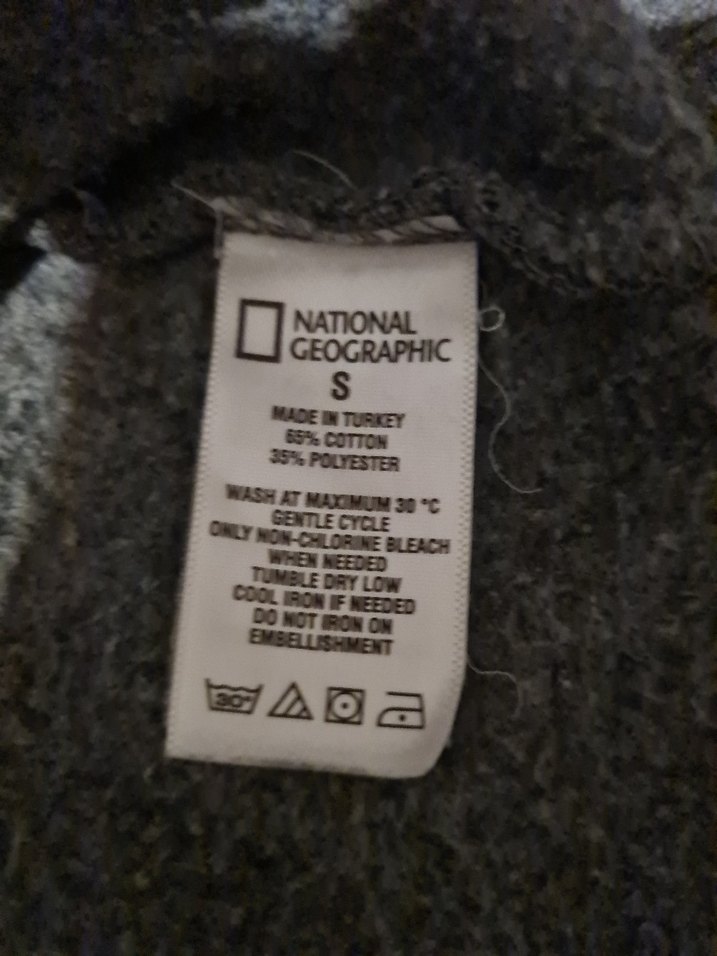 NATIONAL
GEOGRAPHIC
S
MADE IN TURKEY
65% COTTON
35% POLYESTER
WASH AT MAXIMUM 30 °C
GENTLE CYCLE
ONLY NON-CHLORINE BLEACH
WHEN NEEDED
TUMBLE DRY LOW
COOL IRON IF NEEDED
DO NOT IRON ON
EMBELLISHMENT
30°